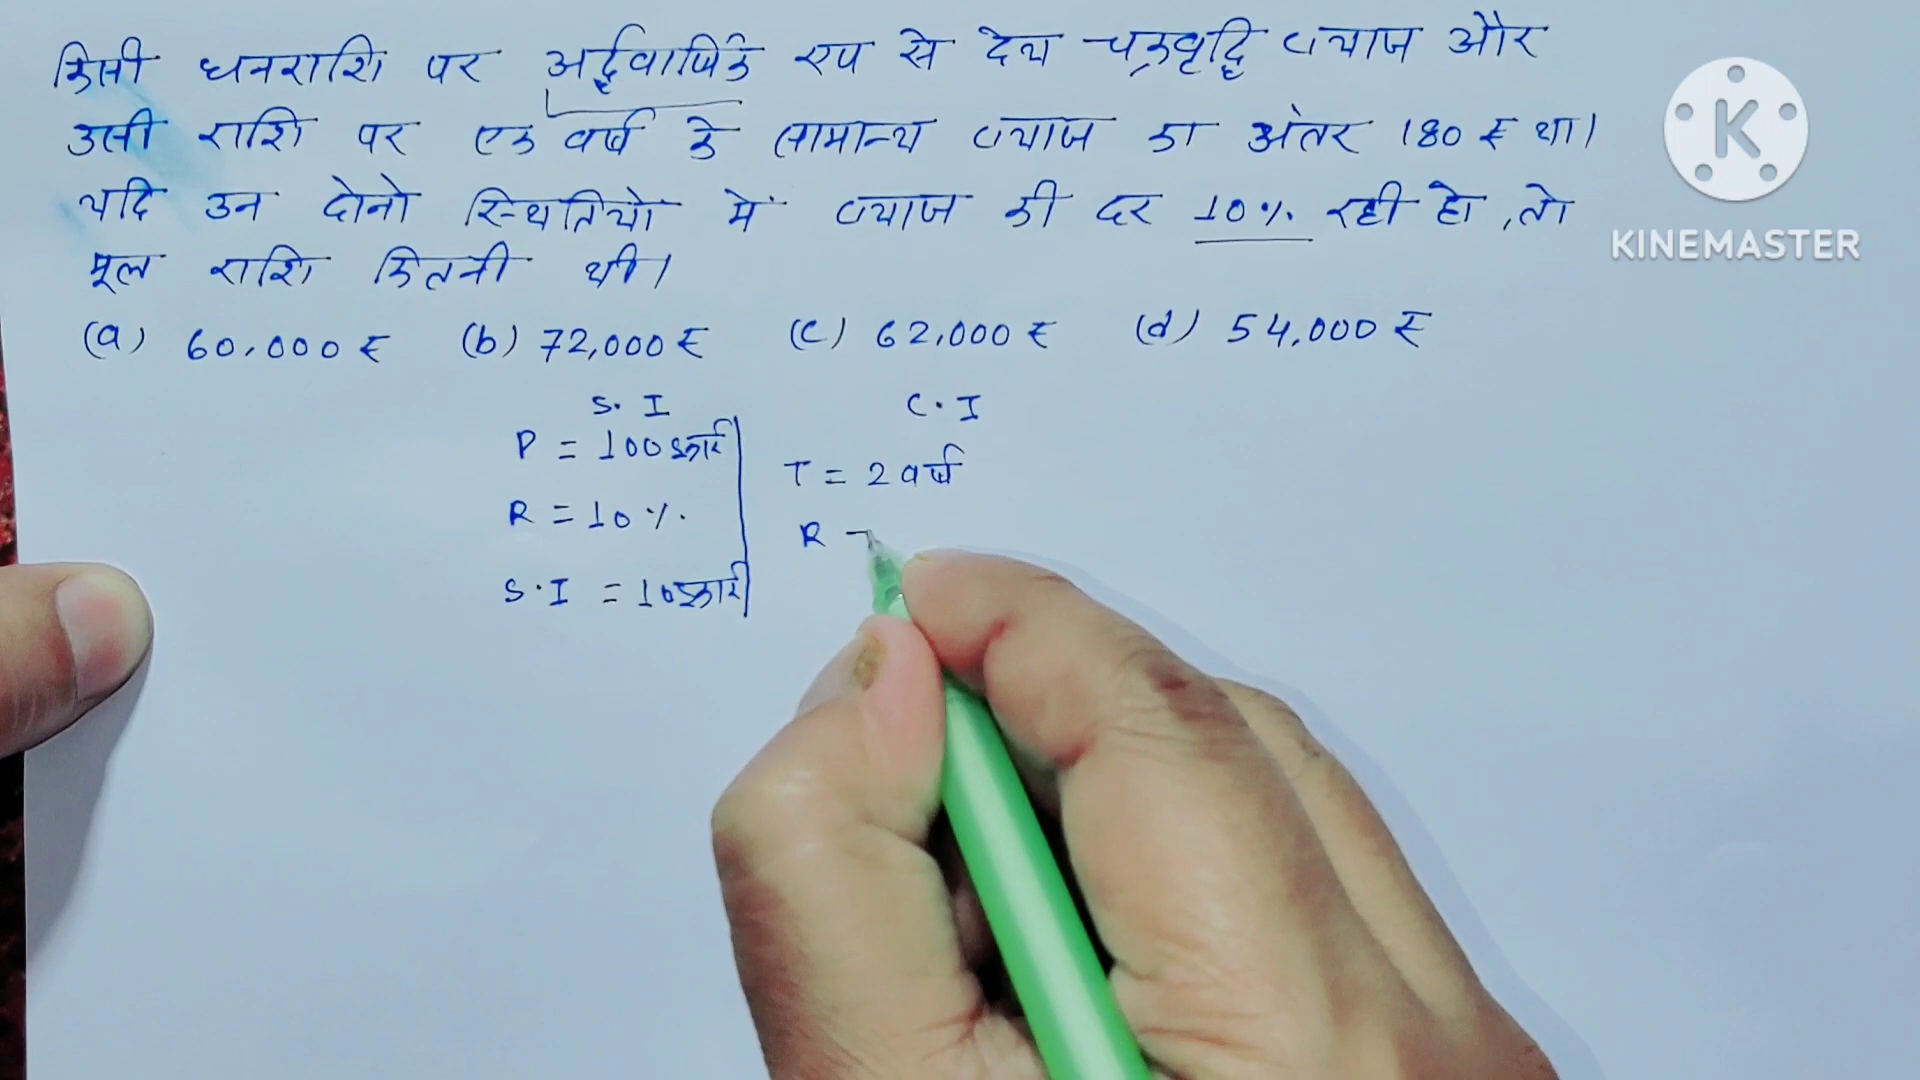 किसी धनराशि पर अर्द्धवार्षिक रूप से देय चक्रवृद्धि ब्याज और
उसी राशि पर एक वर्ष के सामान्य ब्याज का अंतर 180 ₹ था।
यदि उन दोनो स्थितियों में ब्याज की दर 10% रही हो, तो
मूल राशि कितनी थी।
(a) 60,000 ₹ (b) 72,000 ₹ (c) 62,000 ₹ (d) 54,000 ₹
S.I C.I
P = 100 इकाई T = 2 वर्ष
R = 10% R
S.I = 10 इकाई
K
KINEMASTER